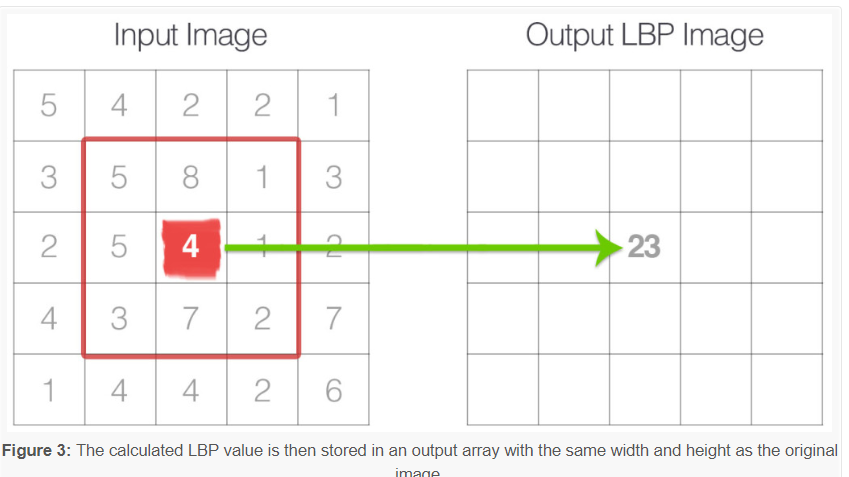 Input Image
Output LBP Image
5 4 2 2 1
3 5 8 1 3
2 5 4 1 2
23
4 3 7 2 7
1 4 4 2 6
Figure 3: The calculated LBP value is then stored in an output array with the same width and height as the original
image